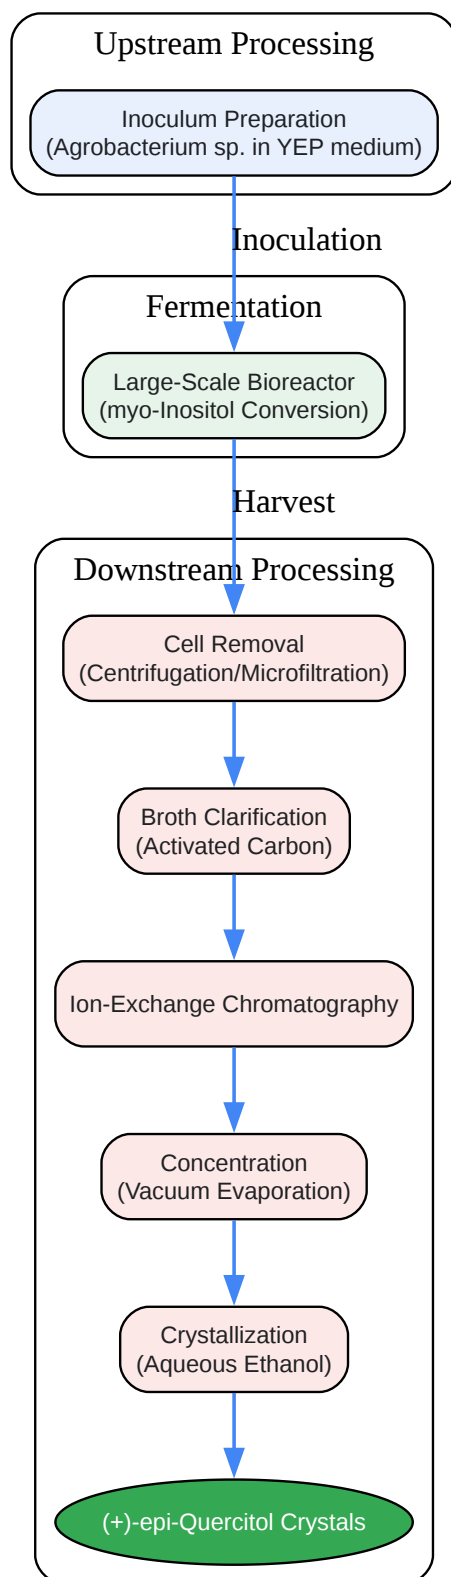 Upstream Processing
Inoculum Preparation
(Agrobacterium sp. in YEP medium)
Inoculation
Fermentation
Large-Scale Bioreactor
(myo-Inositol Conversion)
Harvest
Downstream Processing
Cell Removal
(Centrifugation/Microfiltration)
Broth Clarification
(Activated Carbon)
Ion-Exchange Chromatography
Concentration
(Vacuum Evaporation)
Crystallization
(Aqueous Ethanol)
(+)-epi-Quercitol Crystals